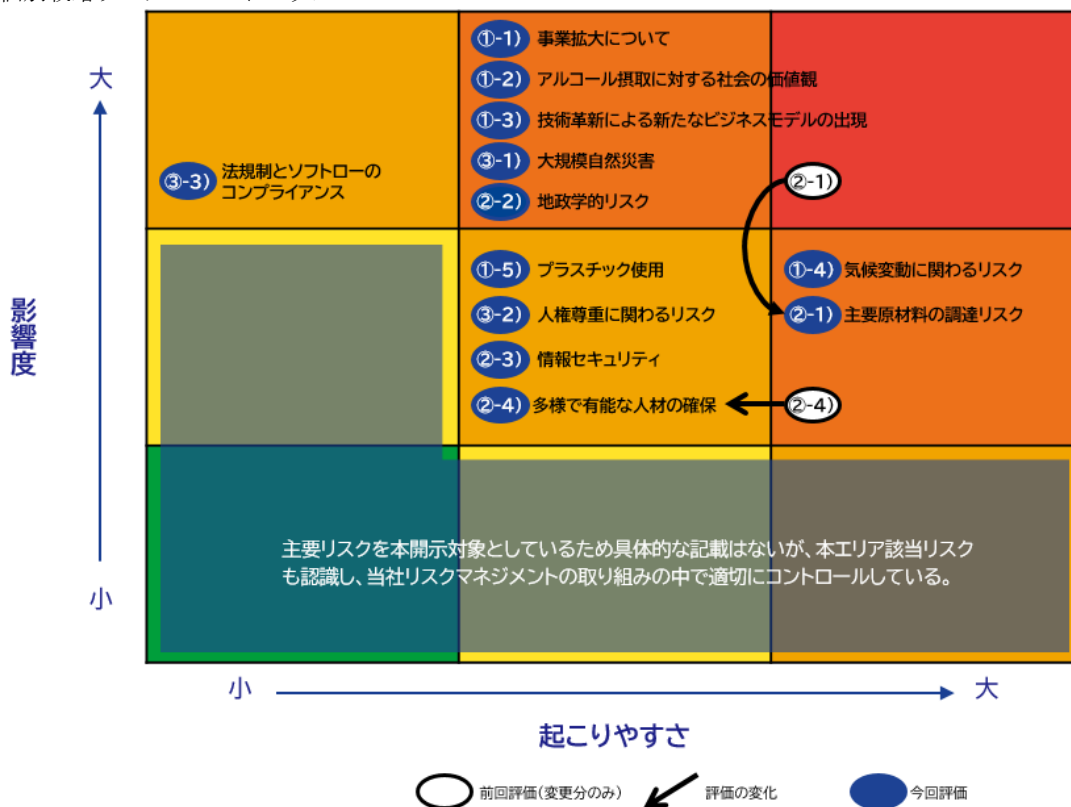 大
影響度
小
①-1) 事業拡大について
①-2) アルコール摂取に対する社会の価値観
①-3) 技術革新による新たなビジネスモデルの出現
③-1) 大規模自然災害
②-2) 地政学的リスク
③-3) 法規制とソフトローの
コンプライアンス
②-1)
①-5) プラスチック使用
③-2) 人権尊重に関わるリスク
②-3) 情報セキュリティ
②-4) 多様で有能な人材の確保
①-4) 気候変動に関わるリスク
②-1) 主要原材料の調達リスク
②-4)
主要リスクを本開示対象としているため具体的な記載はないが、本エリア該当リスク
も認識し、当社リスクマネジメントの取り組みの中で適切にコントロールしている。
小
大
起こりやすさ
前回評価(変更分のみ)
評価の変化
今回評価